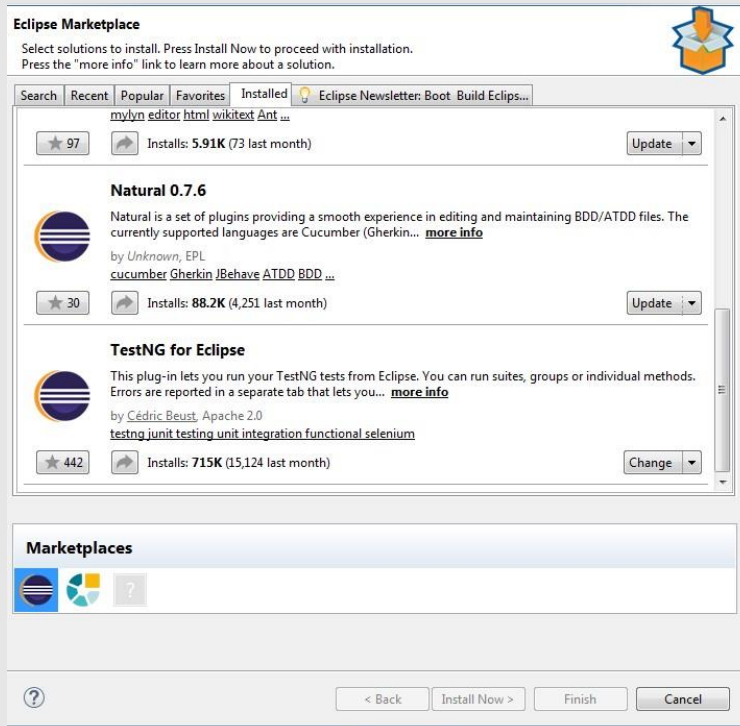 Eclipse Marketplace
Select solutions to install. Press Install Now to proceed with installation.
Press the "more info" link to learn more about a solution.
Search Recent Popular Favorites Installed Eclipse Newsletter: Boot Build Eclips...
mylyn editor html wikitext Ant ...
97 Installs: 5.91K (73 last month) Update
Natural 0.7.6
Natural is a set of plugins providing a smooth experience in editing and maintaining BDD/ATDD files. The
currently supported languages are Cucumber (Gherkin... more info
by Unknown, EPL
cucumber Gherkin JBehave ATDD BDD ...
30 Installs: 88.2K (4,251 last month) Update
TestNG for Eclipse
This plug-in lets you run your TestNG tests from Eclipse. You can run suites, groups or individual methods.
Errors are reported in a separate tab that lets you... more info
by Cédric Beust, Apache 2.0
testng junit testing unit integration functional selenium
442 Installs: 715K (15,124 last month) Change
Marketplaces
?
? < Back Install Now > Finish Cancel